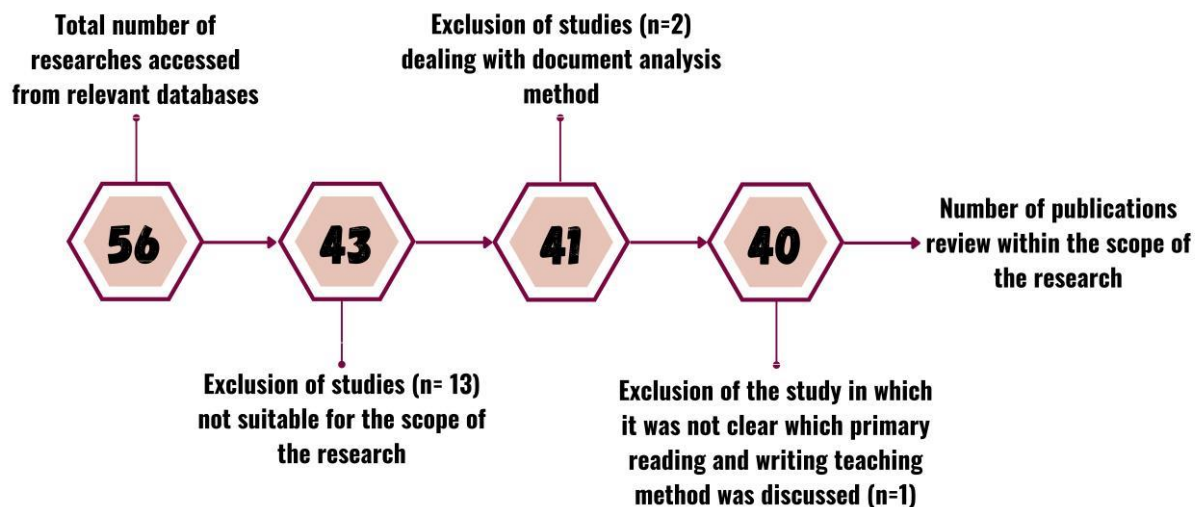 Total number of
researches accessed
from relevant databases
Exclusion of studies (n=2)
dealing with document analysis
method
56
43
41
40
Number of publications
review within the scope of
the research
Exclusion of studies (n= 13)
not suitable for the scope of
the research
Exclusion of the study in which
it was not clear which primary
reading and writing teaching
method was discussed (n=1)